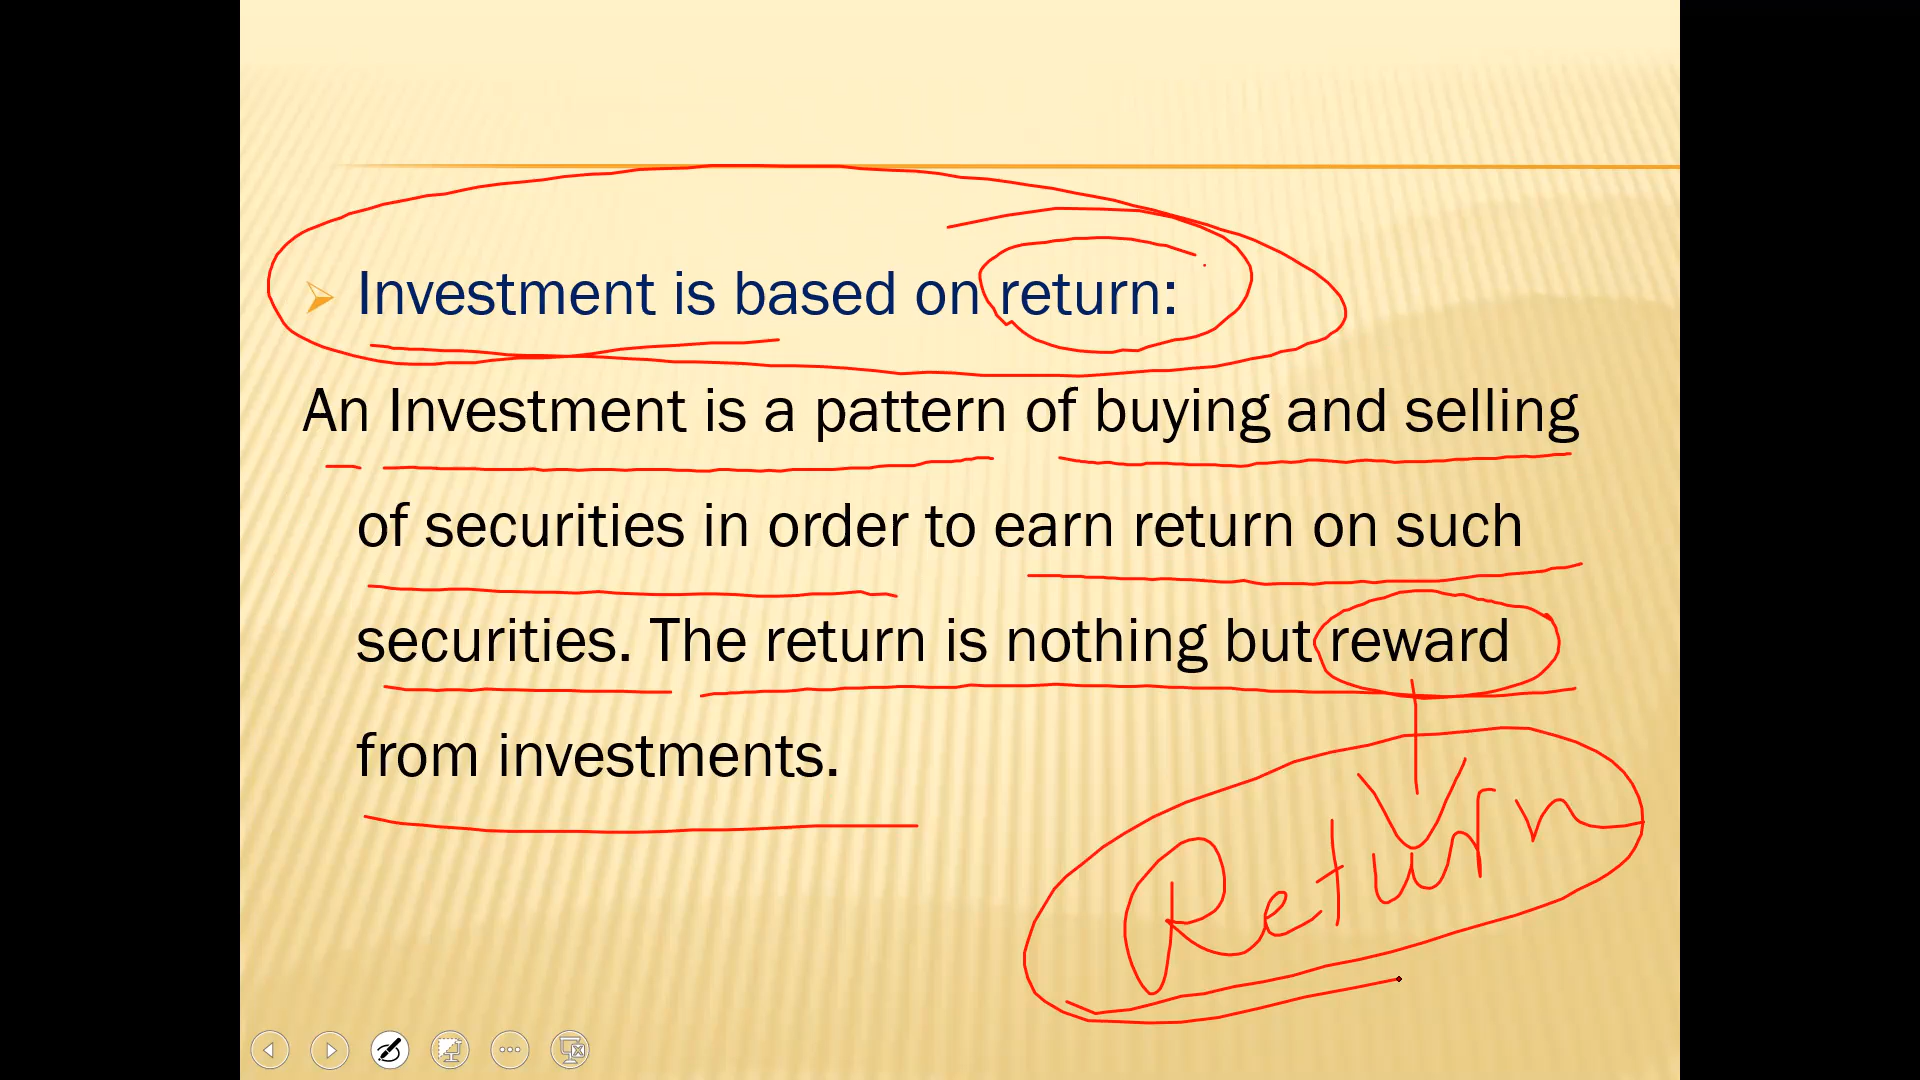 Investment is based on return:
An Investment is a pattern of buying and selling
of securities in order to earn return on such
securities. The return is nothing but reward
from investments.
Return